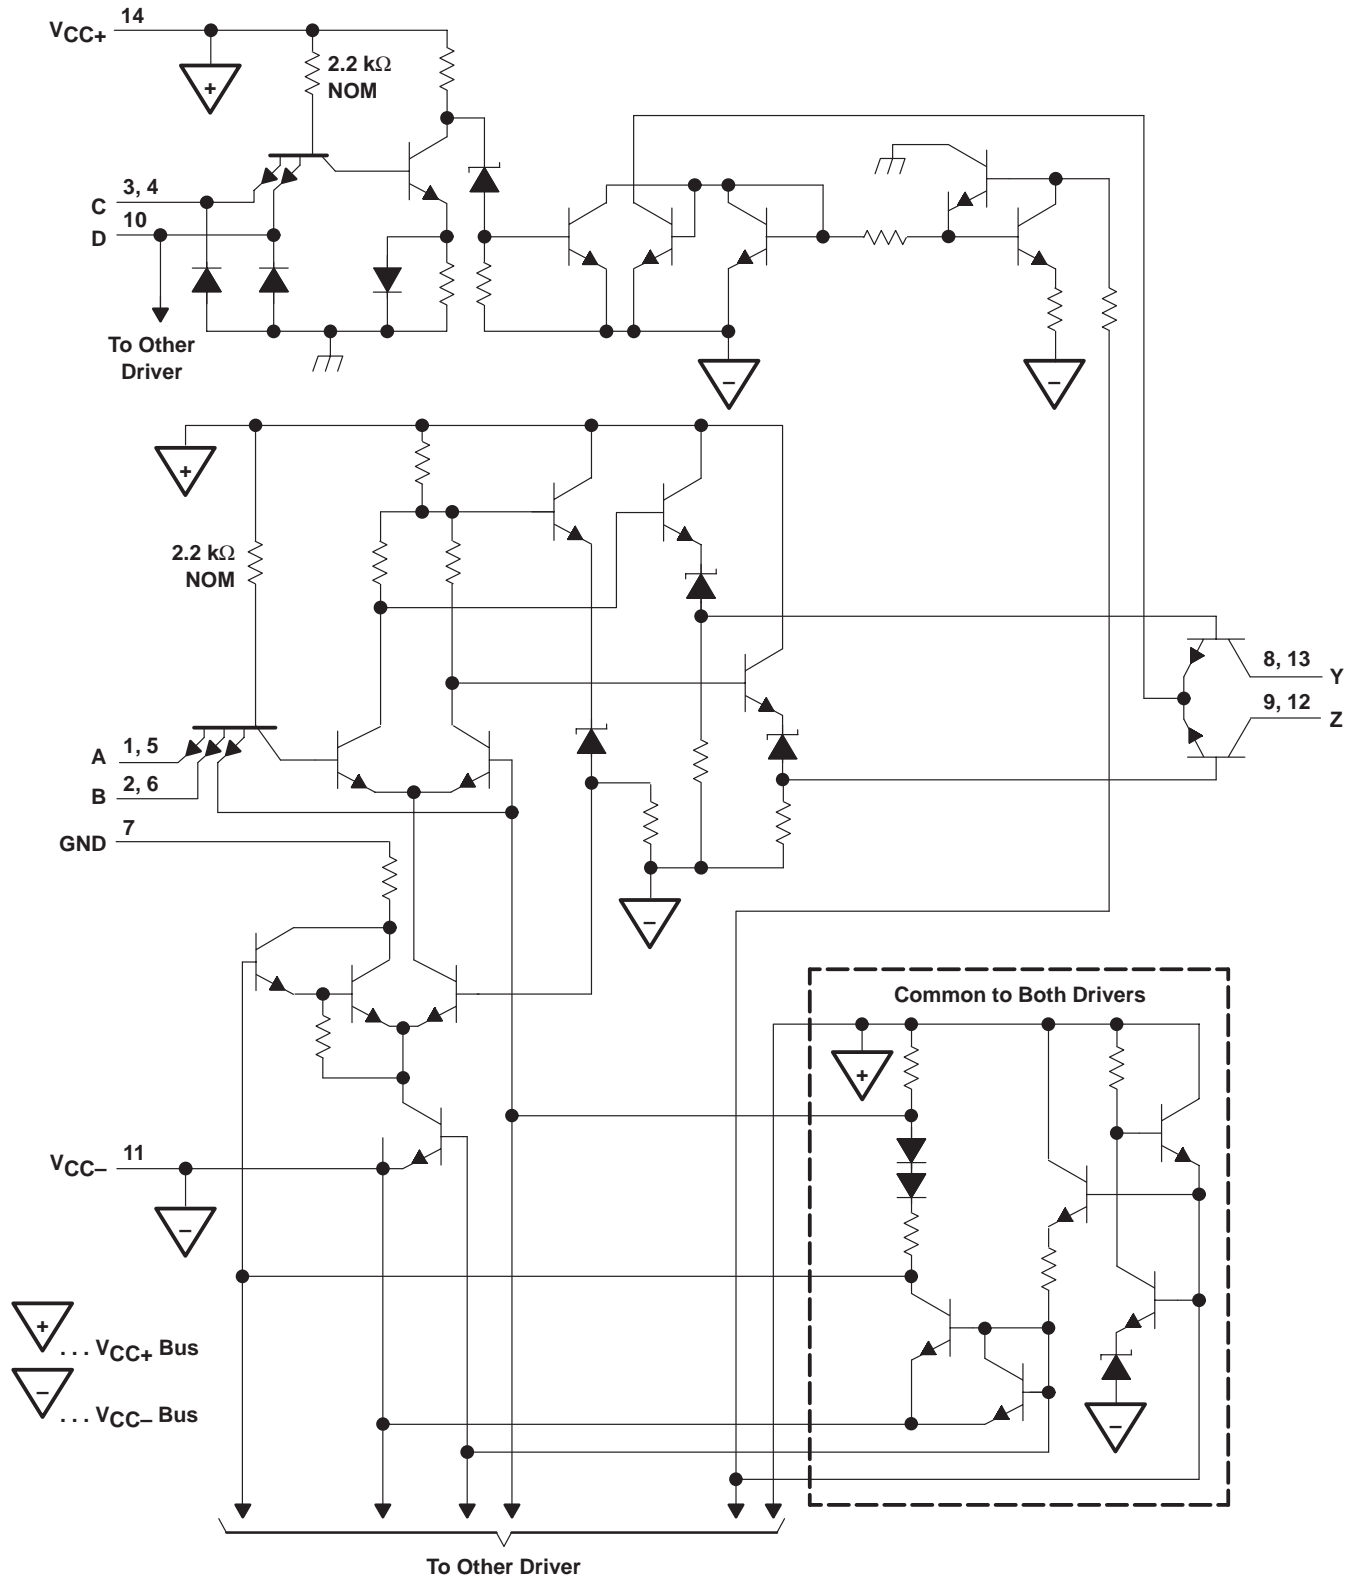 VCC+ 14
2.2 kΩ
NOM
+
C 3, 4
D 10
To Other
Driver
−
−
+
2.2 kΩ
NOM
8, 13 Y
9, 12 Z
A 1, 5
B 2, 6
GND 7
−
Common to Both Drivers
+
VCC− 11
−
+ . . . VCC+ Bus
− . . . VCC− Bus
−
To Other Driver